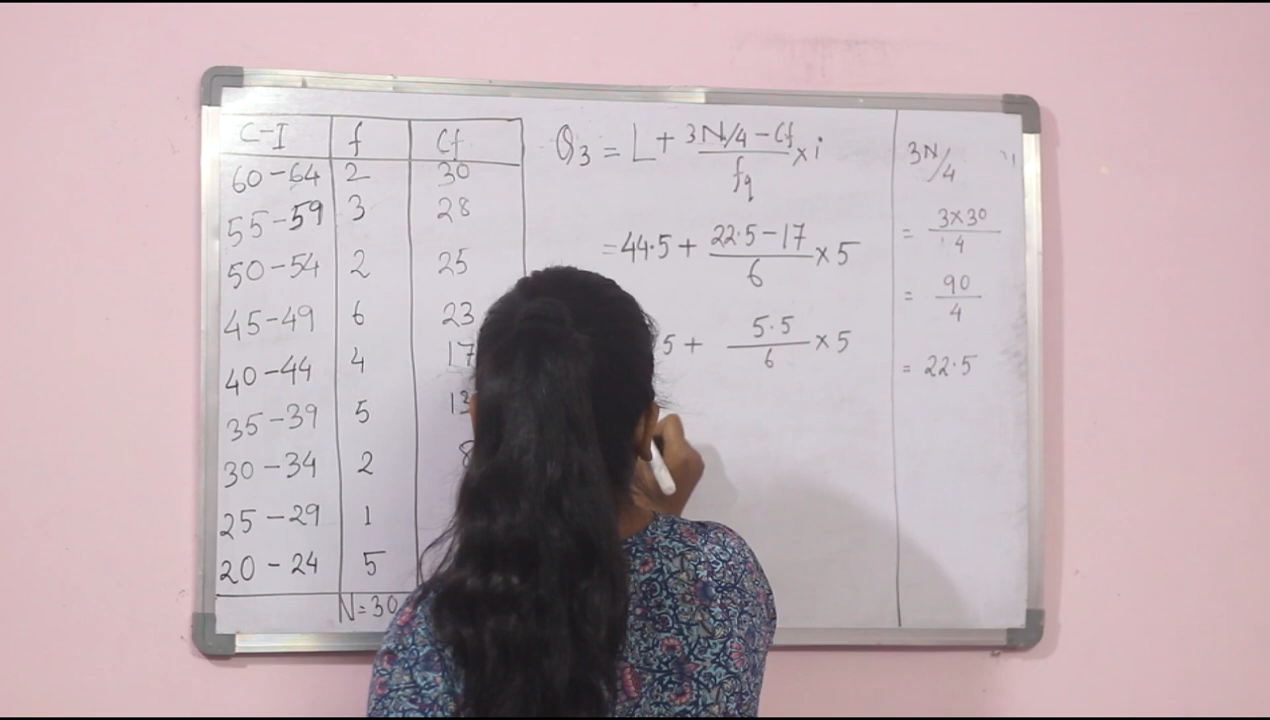 C-I f Cf
60-64 2 30
55-59 3 28
50-54 2 25
45-49 6 23
40-44 4 17
35-39 5 13
30-34 2 8
25-29 1
20-24 5
N=30
Q₃ = L + 3N/4 - Cf / fq × i
= 44.5 + 22.5 - 17 / 6 × 5
5 + 5.5 / 6 × 5
3N/4
= 3×30 / 4
= 90 / 4
= 22.5